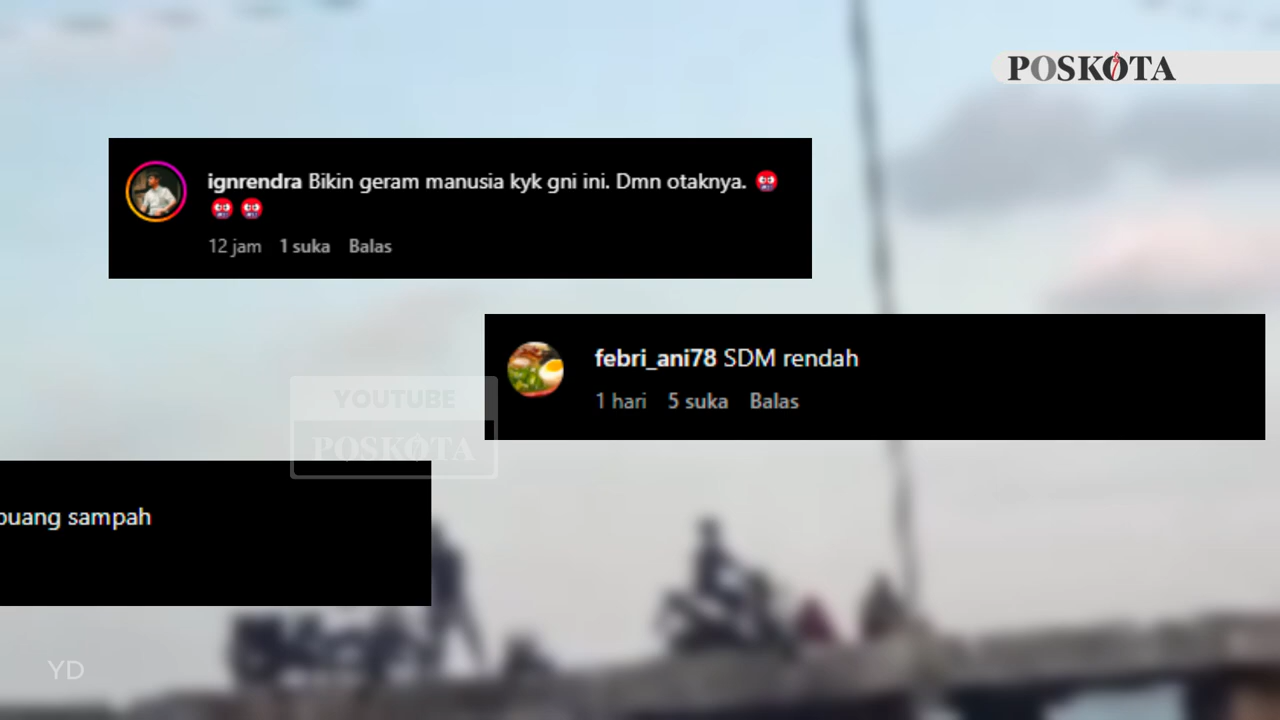 POSKOTA
ignrendra Bikin geram manusia kyk gni ini. Dmn otaknya. 😡
😡 😡
12 jam 1 suka Balas
febri_ani78 SDM rendah
1 hari 5 suka Balas
YOUTUBE
POSKOTA
buang sampah
YD